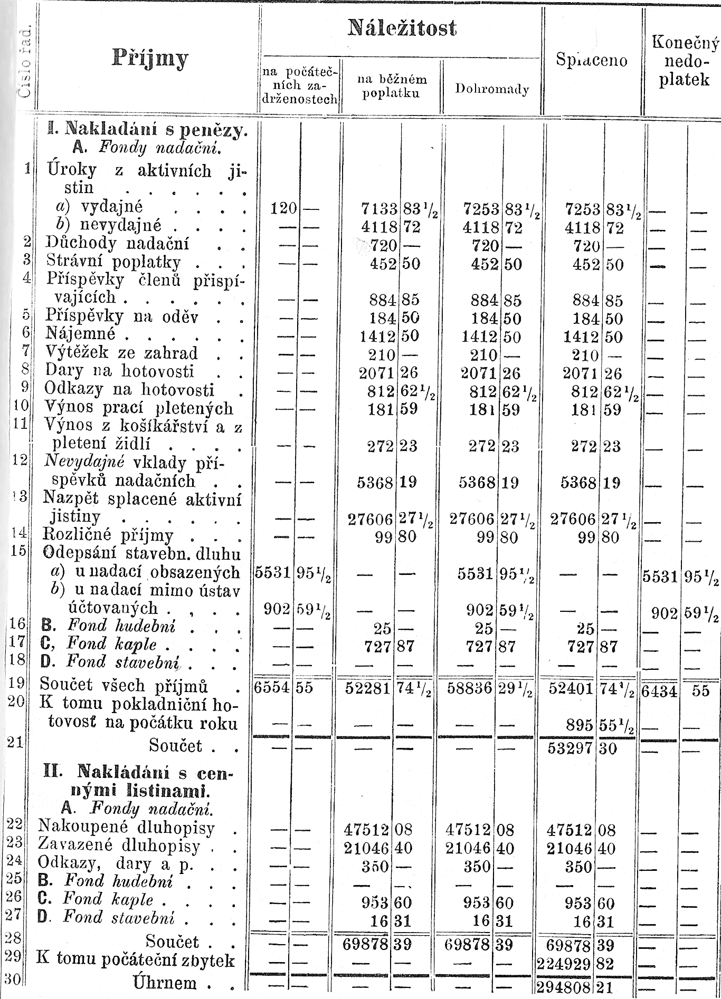 Číslo řad.
Příjmy
Náležitost
Splaceno
Konečný
nedo-
platek
na počáteč-
ních za-
drženostech
na běžném
poplatku
Dohromady
I. Nakladání s penězy.
A. Fondy nadační.
1 Úroky z aktivních ji-
stin . . . . . .
a) vydajné . . . . 120 — 7133 83½ 7253 83½ 7253 83½ — —
b) nevydajné . . . . — — 4118 72 4118 72 4118 72 — —
2 Důchody nadační . . — — 720 — 720 — 720 — — —
3 Strávní poplatky . . . — — 452 50 452 50 452 50 — —
4 Příspěvky členů přispí-
vajících . . . . . . — — 884 85 884 85 884 85 — —
5 Příspěvky na oděv . . — — 184 50 184 50 184 50 — —
6 Nájemné . . . . . . — — 1412 50 1412 50 1412 50 — —
7 Výtěžek ze zahrad . . — — 210 — 210 — 210 — — —
8 Dary na hotovosti . . — — 2071 26 2071 26 2071 26 — —
9 Odkazy na hotovosti . — — 812 62½ 812 62½ 812 62½ — —
10 Výnos prací pletených — — 181 59 181 59 181 59 — —
11 Výnos z košíkářství a z
pletení židlí . . . . — — 272 23 272 23 272 23 — —
12 Nevydajné vklady pří-
spěvků nadačních . . — — 5368 19 5368 19 5368 19 — —
13 Nazpět splacené aktivní
jistiny . . . . . . — — 27606 27½ 27606 27½ 27606 27½ — —
14 Rozličné příjmy . . . — — 99 80 99 80 99 80 — —
15 Odepsání stavebn. dluhu
a) u nadací obsazených 5531 95½ — — 5531 95½ — — 5531 95½
b) u nadací mimo ústav
účtovaných . , . . 902 59½ — — 902 59½ — — 902 59½
16 B. Fond hudební . . . — — 25 — 25 — 25 — — —
17 C, Fond kaple . . . . — — 727 87 727 87 727 87 — —
18 D. Fond stavební . . . — — — — — — — — — —
19 Součet všech příjmů . 6554 55 52281 74½ 58836 29½ 52401 74½ 6434 55
20 K tomu pokladniční ho-
tovosť na počátku roku — — — — — — 895 55½ — —
21 Součet . . — — — — — — 53297 30 — —
II. Nakládání s cen-
nými listinami.
A. Fondy nadační.
22 Nakoupené dluhopisy . — — 47512 08 47512 08 47512 08 — —
23 Zavazené dluhopisy . . — — 21046 40 21046 40 21046 40 — —
24 Odkazy, dary a p. . . — — 350 — 350 — 350 — — —
25 B. Fond hudební . . . — — — — — — — — — —
26 C. Fond kaple . . . . — — 953 60 953 60 953 60 — —
27 D. Fond stavební . . . — — 16 31 16 31 16 31 — —
28 Součet . . — — 69878 39 69878 39 69878 39 — —
29 K tomu počáteční zbytek — — — — — — 224929 82 — —
30 Úhrnem . . — — — — — — 294808 21 — —